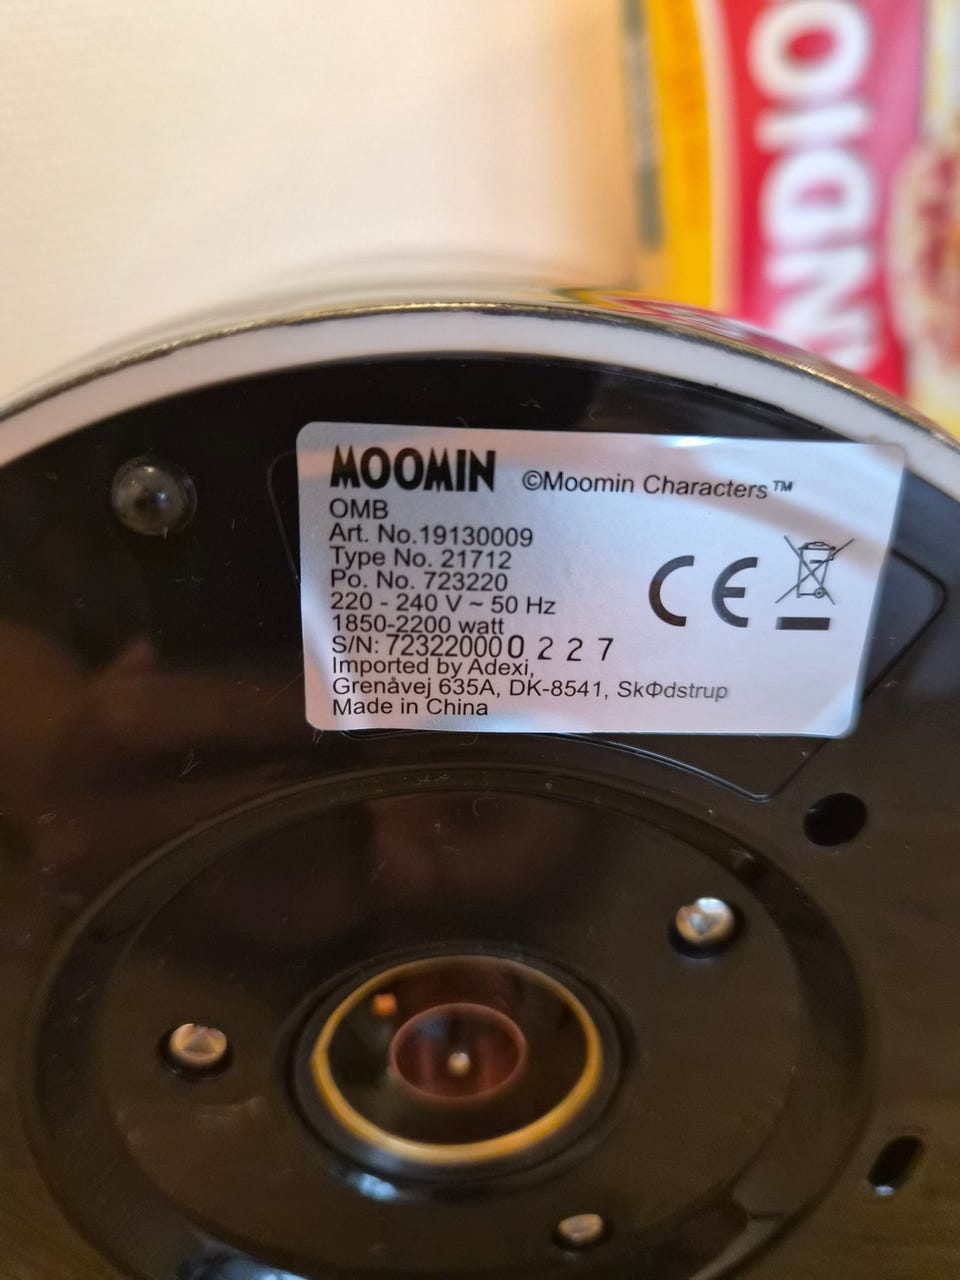 MOOMIN ©Moomin Characters™
OMB
Art. No.19130009
Type No. 21712
Po. No. 723220
220 - 240 V ~ 50 Hz
1850-2200 watt
S/N: 723220000227
Imported by Adexi,
Grenåvej 635A, DK-8541, SkΦdstrup
Made in China
CE
NDIO